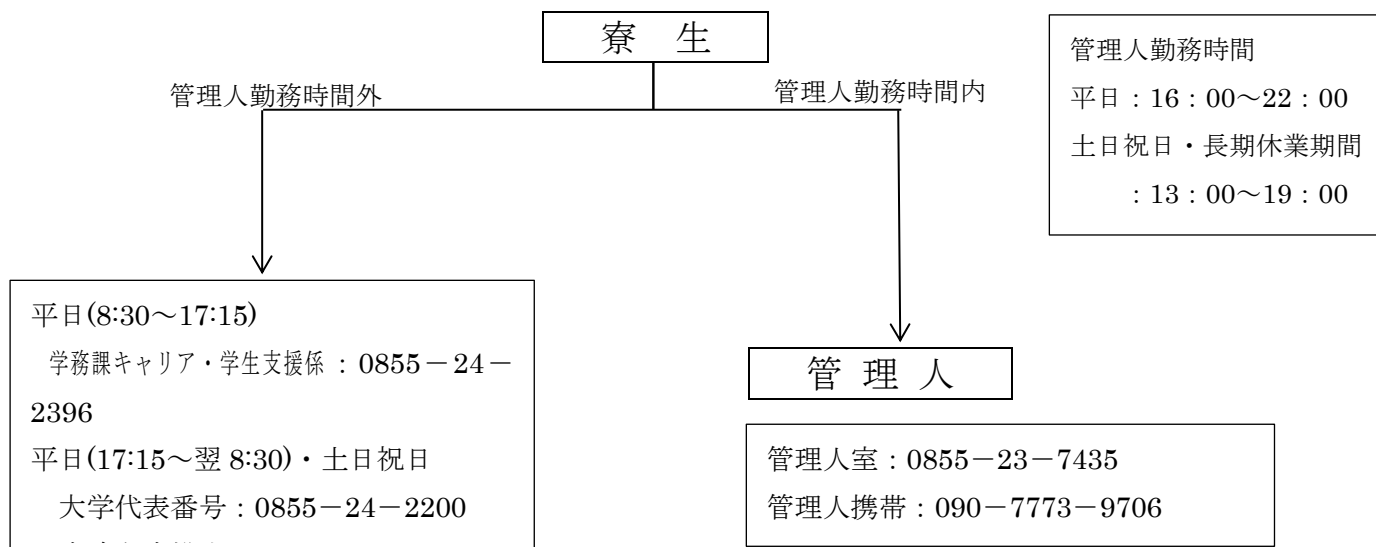 寮　生
管理人勤務時間外
管理人勤務時間内
管理人勤務時間
平日：16：00～22：00
土日祝日・長期休業期間
：13：00～19：00
平日(8:30～17:15)
学務課キャリア・学生支援係：0855－24－
2396
平日(17:15～翌 8:30)・土日祝日
大学代表番号：0855－24－2200
管 理 人
管理人室：0855－23－7435
管理人携帯：090－7773－9706